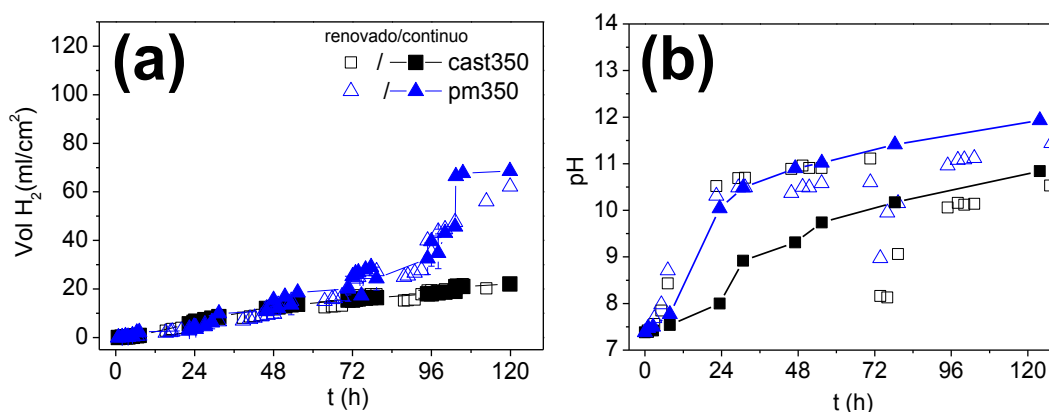 (a)
renovado/continuo
/ cast350
/ pm350
Vol H2(ml/cm2)
120
100
80
60
40
20
0
0 24 48 72 96 120
t (h)
(b)
pH
14
13
12
11
10
9
8
7
0 24 48 72 96 120
t (h)